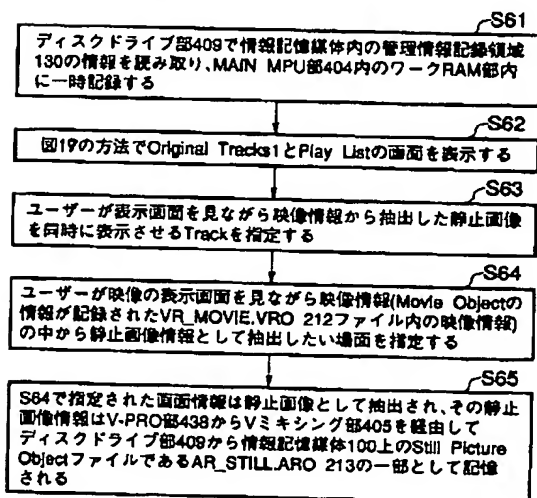 S61
ディスクドライブ部409で情報記憶媒体内の管理情報記録領域
130の情報を読み取り、MAIN MPU部404内のワークRAM部内
に一時記録する
S62
図19の方法でOriginal Tracks1とPlay Listの画面を表示する
S63
ユーザーが表示画面を見ながら映像情報から抽出した静止画像
を同時に表示させるTrackを指定する
S64
ユーザーが映像の表示画面を見ながら映像情報(Movie Objectの
情報が記録されたVR_MOVIE.VRO 212ファイル内の映像情報)
の中から静止画像情報として抽出したい場面を指定する
S65
S64で指定された画面情報は静止画像として抽出され、その静止
画像情報はV-PRO部438からVミキシング部405を経由して
ディスクドライブ部409から情報記憶媒体100上のStill Picture
ObjectファイルであるAR_STILL.ARO 213の一部として記憶
される